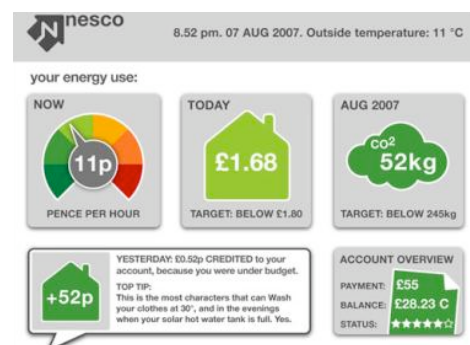 nesco
8.52 pm. 07 AUG 2007. Outside temperature: 11 °C
your energy use:
NOW
11p
PENCE PER HOUR
TODAY
£1.68
TARGET: BELOW £1.80
AUG 2007
CO2
52kg
TARGET: BELOW 245kg
+52p
YESTERDAY: £0.52p CREDITED to your
account, because you were under budget.
TOP TIP:
This is the most characters that can Wash
your clothes at 30°, and in the evenings
when your solar hot water tank is full. Yes.
ACCOUNT OVERVIEW
PAYMENT: £55
BALANCE: £28.23 C
STATUS: ★★★★★☆